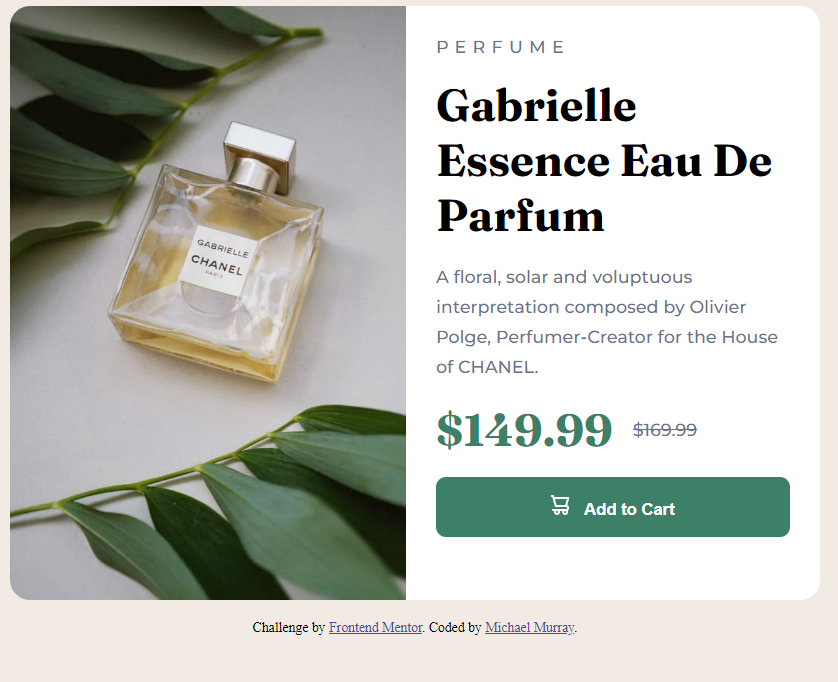 PERFUME
Gabrielle
Essence Eau De
Parfum
GABRIELLE
CHANEL
PARIS
A floral, solar and voluptuous
interpretation composed by Olivier
Polge, Perfumer-Creator for the House
of CHANEL.
$149.99 $169.99
Add to Cart
Challenge by Frontend Mentor. Coded by Michael Murray.